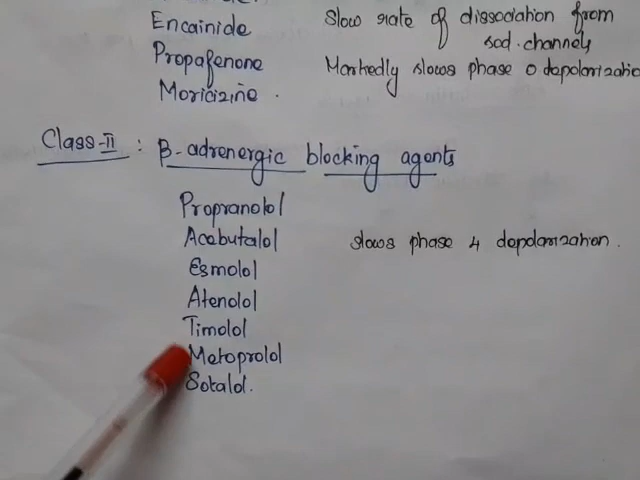 Encainide Slow rate of dissociation from
sod. channels
Propafenone Markedly slows phase 0 depolarizatio
Moricizine.
Class-II : β-adrenergic blocking agents
Propranolol
Acebutalol slows phase 4 depolarization.
Esmolol
Atenolol
Timolol
Metoprolol
Sotalol.